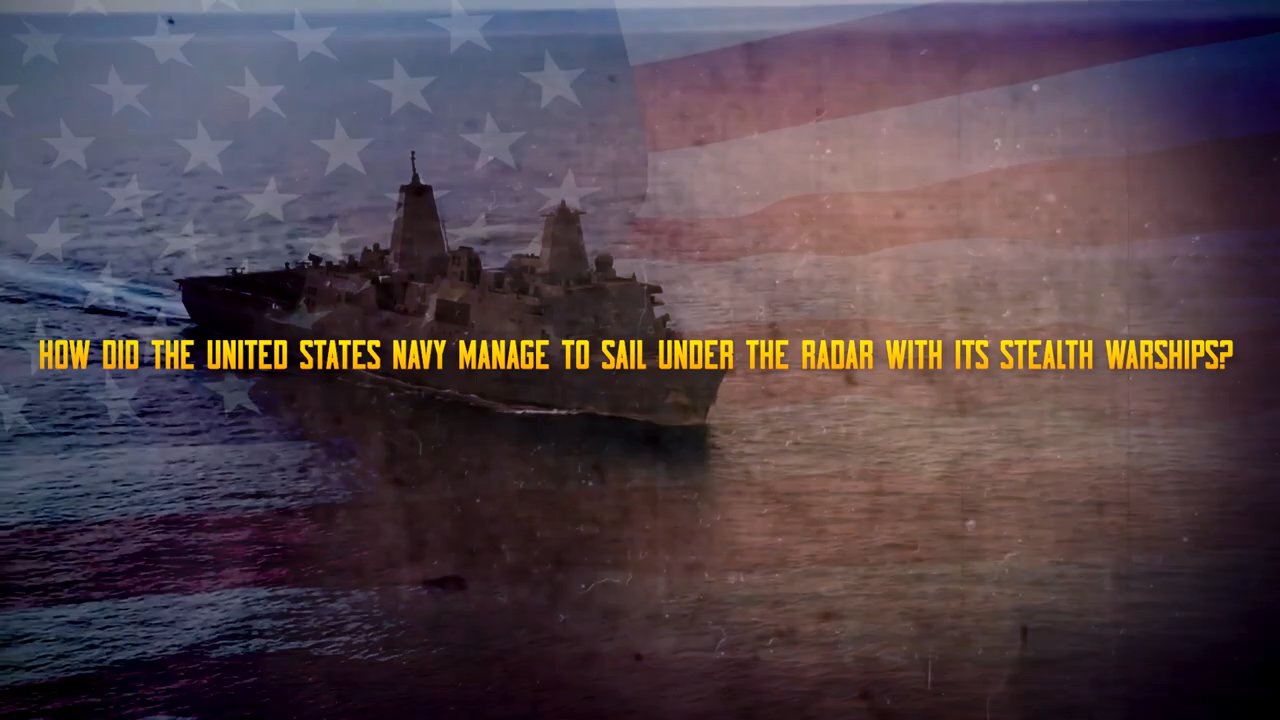 HOW DID THE UNITED STATES NAVY MANAGE TO SAIL UNDER THE RADAR WITH ITS STEALTH WARSHIPS?